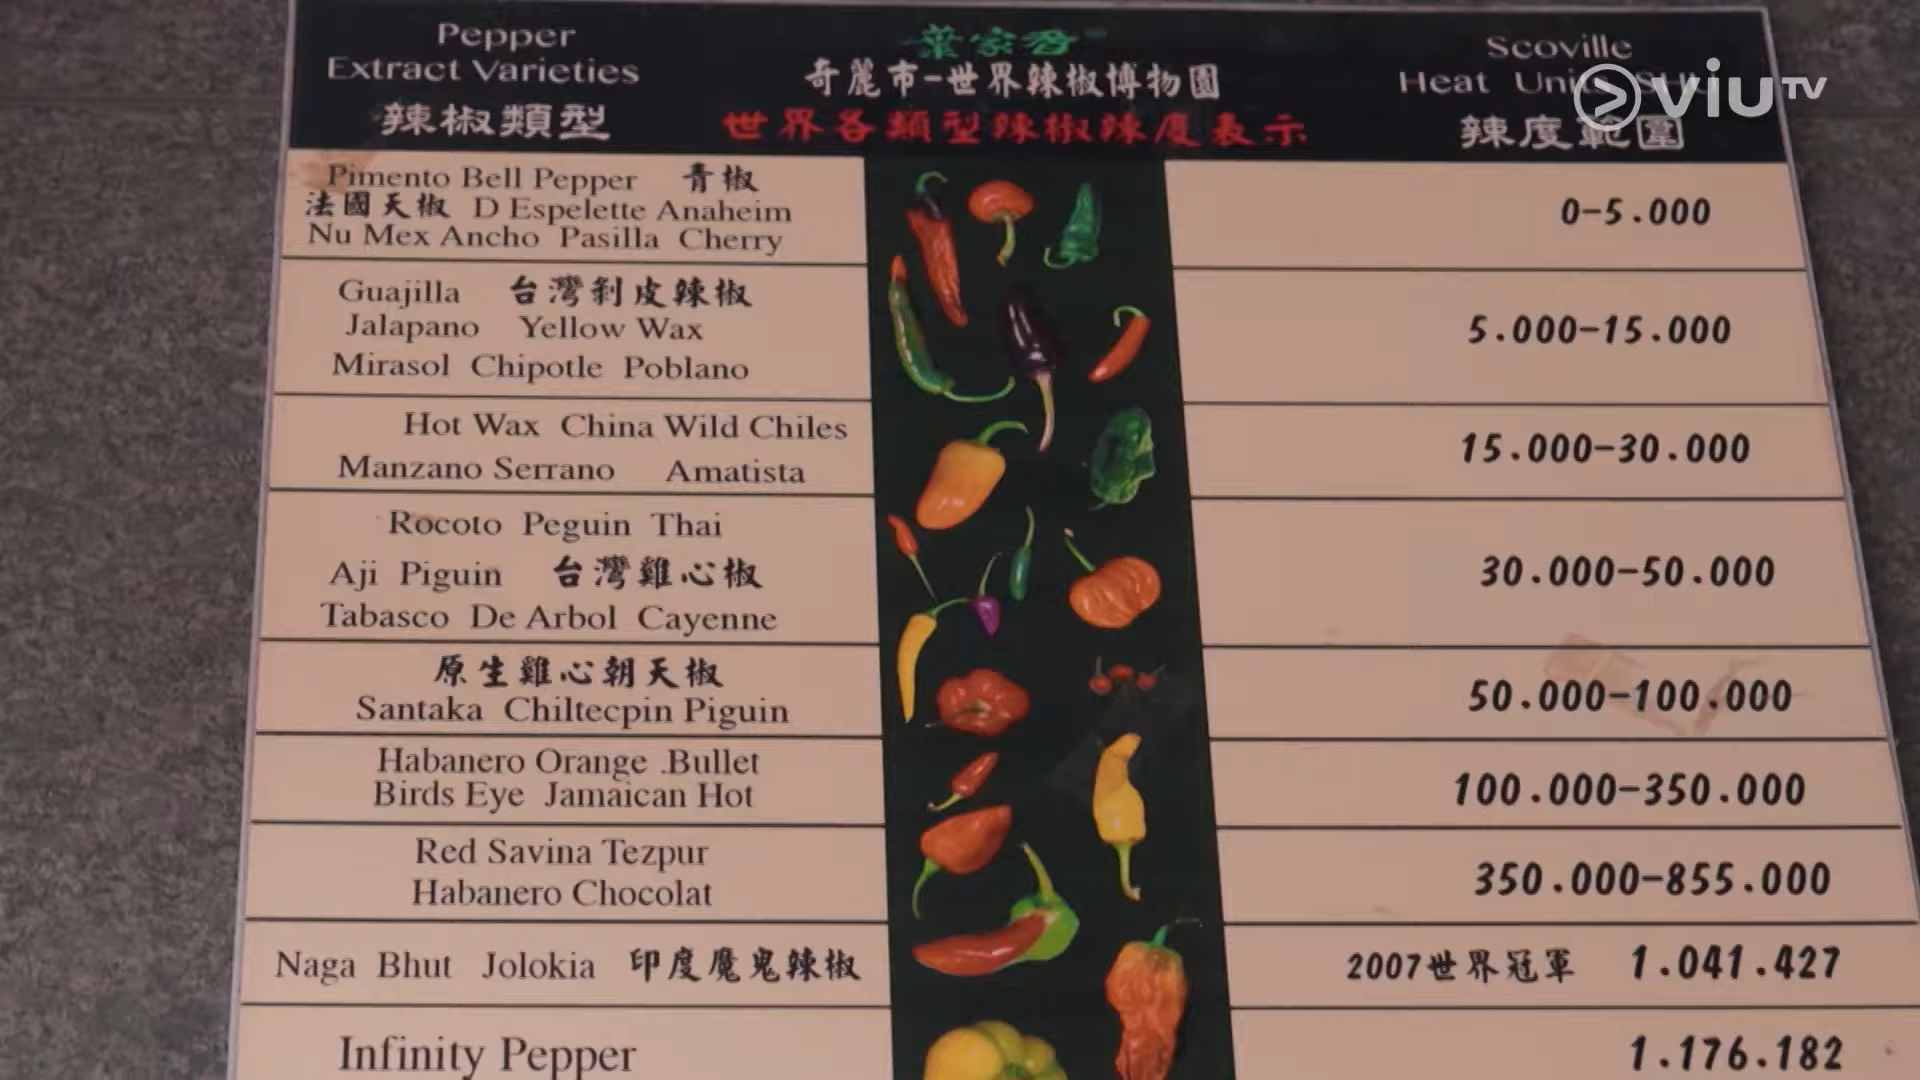 Pepper
Extract Varieties
辣椒類型
葉家香®
奇麗市-世界辣椒博物園
世界各類型辣椒辣度表示
Scoville
Heat Units SHU
辣度範圍
viuTV
Pimento Bell Pepper 青椒
法國天椒 D Espelette Anaheim
Nu Mex Ancho Pasilla Cherry
0-5.000
Guajilla 台灣剝皮辣椒
Jalapano Yellow Wax
Mirasol Chipotle Poblano
5.000-15.000
Hot Wax China Wild Chiles
Manzano Serrano Amatista
15.000-30.000
Rocoto Peguin Thai
Aji Piguin 台灣雞心椒
Tabasco De Arbol Cayenne
30.000-50.000
原生雞心朝天椒
Santaka Chiltecpin Piguin
50.000-100.000
Habanero Orange .Bullet
Birds Eye Jamaican Hot
100.000-350.000
Red Savina Tezpur
Habanero Chocolat
350.000-855.000
Naga Bhut Jolokia 印度魔鬼辣椒
2007世界冠軍 1.041.427
Infinity Pepper
1.176.182